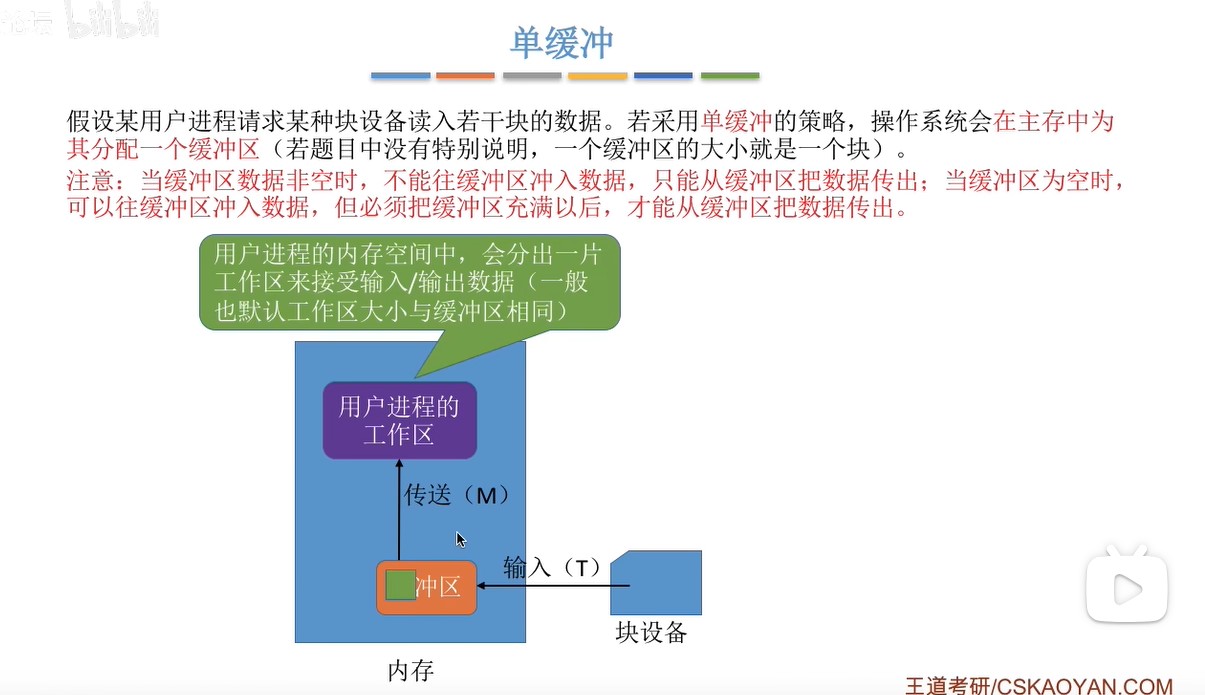 bilibili
单缓冲
假设某用户进程请求某种块设备读入若干块的数据。若采用单缓冲的策略，操作系统会在主存中为
其分配一个缓冲区（若题目中没有特别说明，一个缓冲区的大小就是一个块）。
注意：当缓冲区数据非空时，不能往缓冲区冲入数据，只能从缓冲区把数据传出；当缓冲区为空时，
可以往缓冲区冲入数据，但必须把缓冲区充满以后，才能从缓冲区把数据传出。
用户进程的内存空间中，会分出一片
工作区来接受输入/输出数据（一般
也默认工作区大小与缓冲区相同）
用户进程的
工作区
传送（M）
输入（T）
冲区
块设备
内存
王道考研/CSKAOYAN.COM